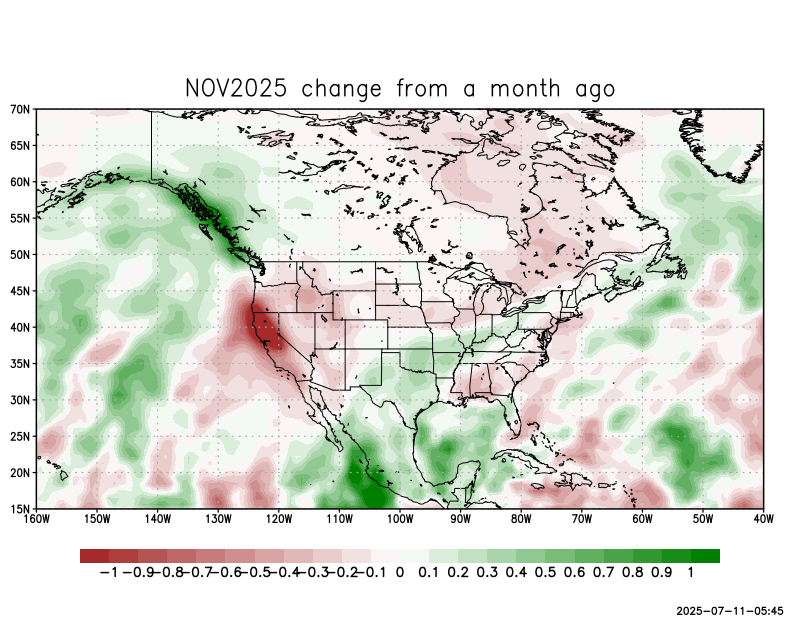 NOV2025 change from a month ago
70N
65N
60N
55N
50N
45N
40N
35N
30N
25N
20N
15N
160W 150W 140W 130W 120W 110W 100W 90W 80W 70W 60W 50W 40W
-1 -0.9 -0.8 -0.7 -0.6 -0.5 -0.4 -0.3 -0.2 -0.1 0 0.1 0.2 0.3 0.4 0.5 0.6 0.7 0.8 0.9 1
2025-07-11-05:45